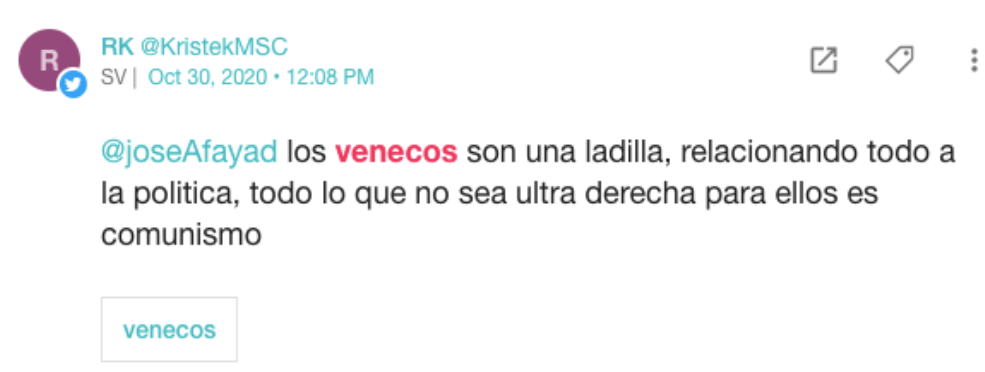 R
RK @KristekMSC
SV | Oct 30, 2020 • 12:08 PM
@joseAfayad los venecos son una ladilla, relacionando todo a
la politica, todo lo que no sea ultra derecha para ellos es
comunismo
venecos